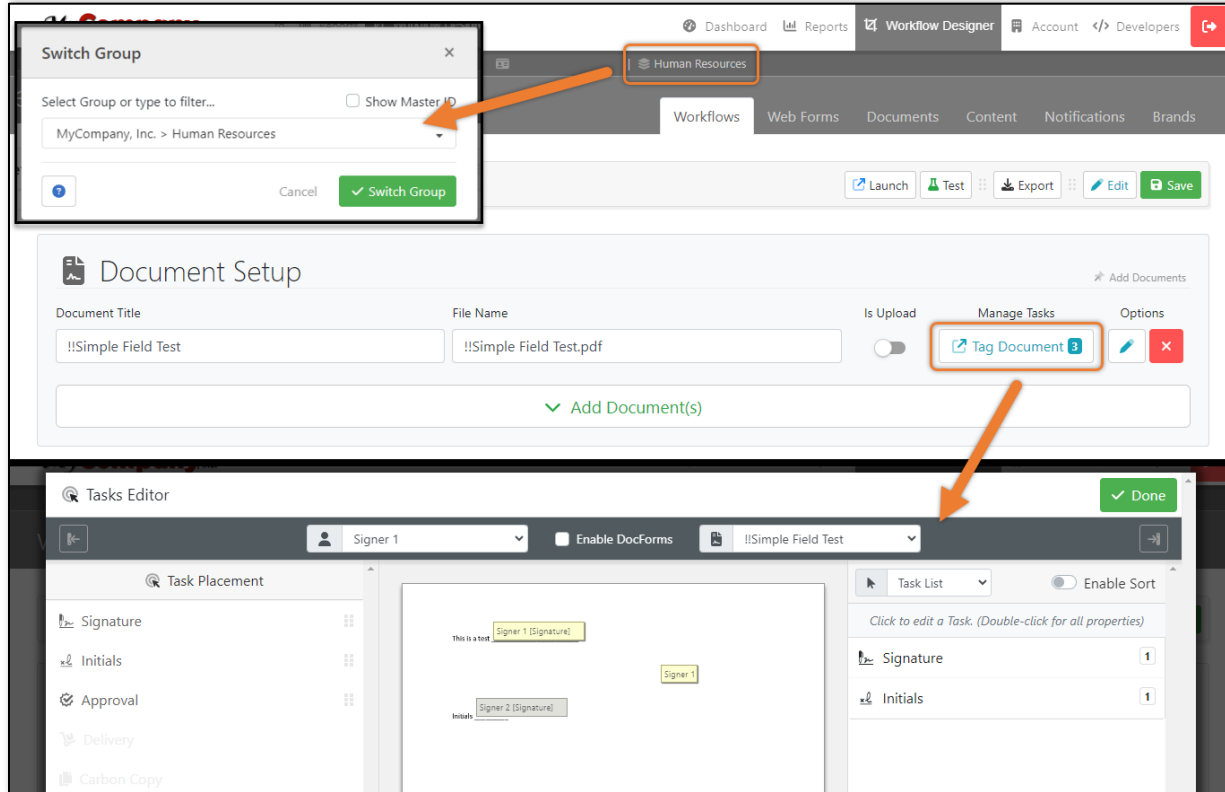 Dashboard Reports Workflow Designer Account Developers
Switch Group
Human Resources
Select Group or type to filter... Show Master ID
MyCompany, Inc. > Human Resources
Cancel Switch Group
Workflows Web Forms Documents Content Notifications Brands
Launch Test Export Edit Save
Document Setup
Add Documents
Document Title File Name Is Upload Manage Tasks Options
!!Simple Field Test !!Simple Field Test.pdf Tag Document 3
Add Document(s)
Tasks Editor Done
Signer 1 Enable DocForms !!Simple Field Test
Task Placement
Signature
Initials
Approval
Delivery
Carbon Copy
This is a test Signer 1 [Signature]
Signer 1
Initials Signer 2 [Signature]
Task List Enable Sort
Click to edit a Task. (Double-click for all properties)
Signature 1
Initials 1